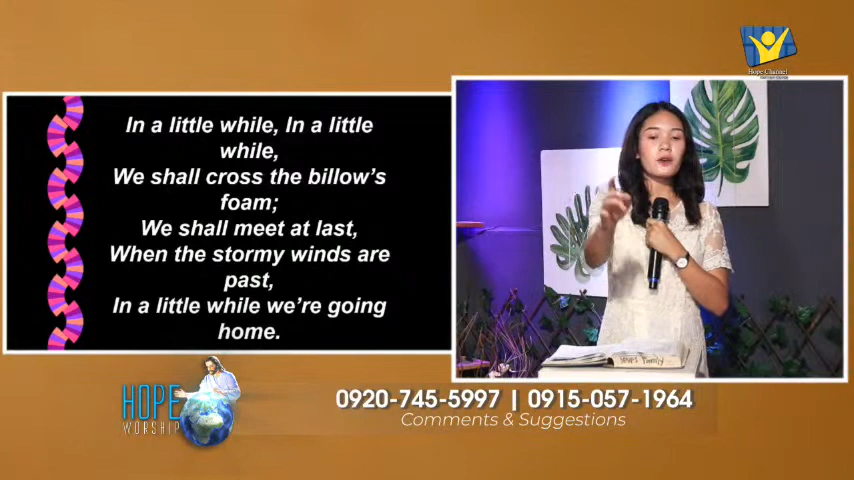 Hope Channel
In a little while, In a little
while,
We shall cross the billow's
foam;
We shall meet at last,
When the stormy winds are
past,
In a little while we're going
home.
HOPE
WORSHIP
0920-745-5997 | 0915-057-1964
Comments & Suggestions